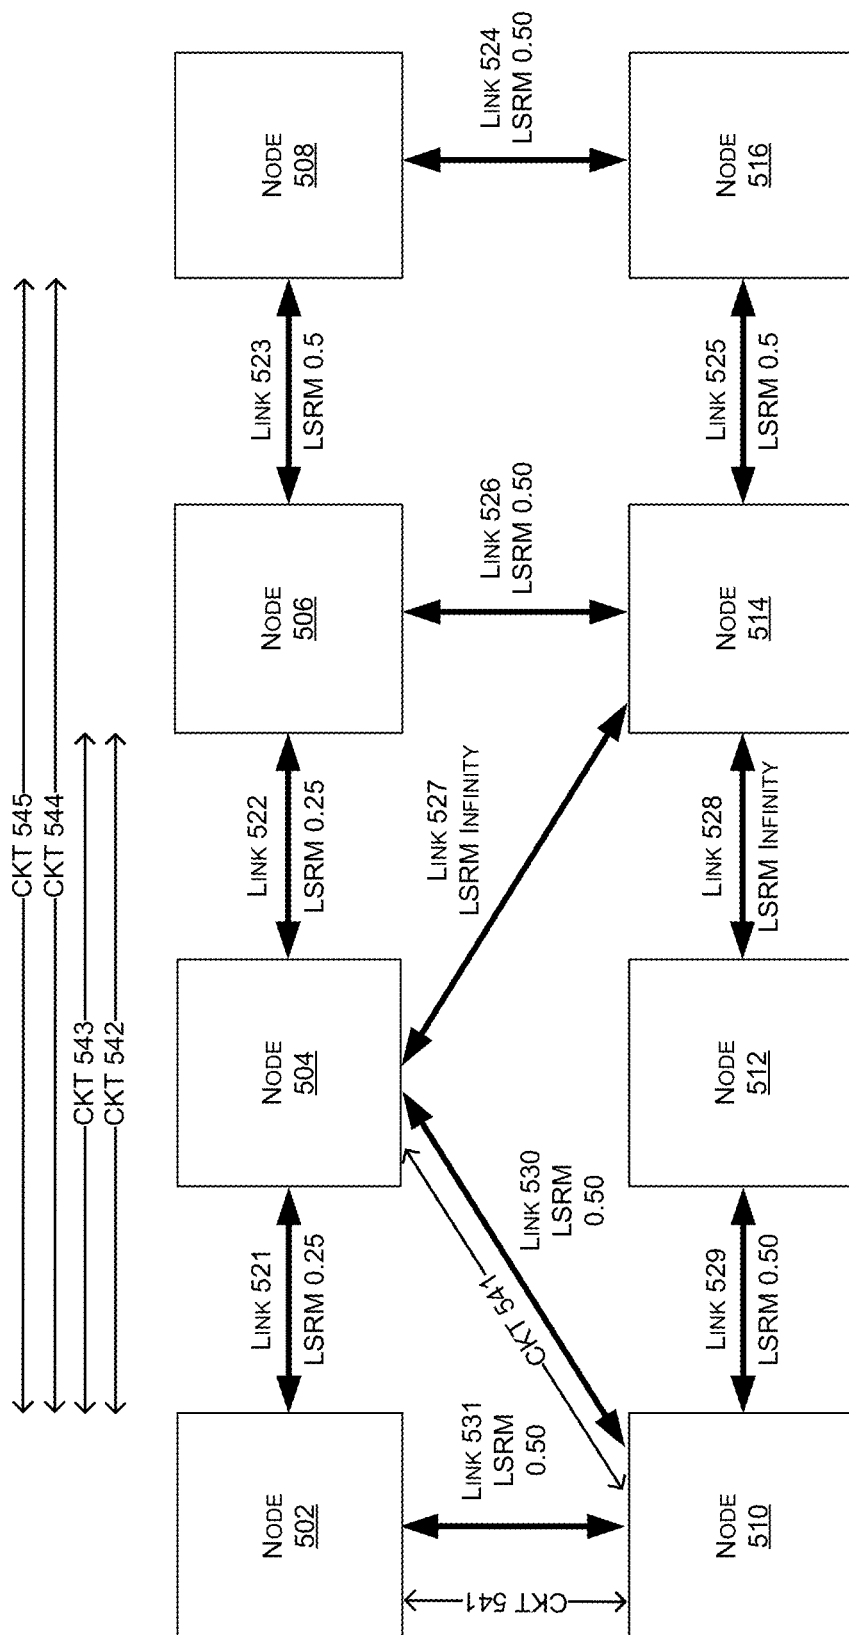 CKT 545
CKT 544
CKT 543
CKT 542
NODE
502
LINK 521
LSRM 0.25
NODE
504
LINK 522
LSRM 0.25
NODE
506
LINK 523
LSRM 0.5
NODE
508
CKT 541
LINK 531
LSRM
0.50
CKT 541
LINK 530
LSRM
0.50
LINK 527
LSRM INFINITY
LINK 526
LSRM 0.50
LINK 524
LSRM 0.50
NODE
510
LINK 529
LSRM 0.50
NODE
512
LINK 528
LSRM INFINITY
NODE
514
LINK 525
LSRM 0.5
NODE
516